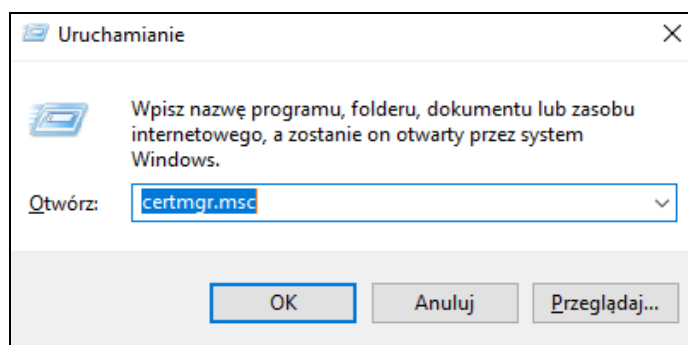 Uruchamianie
Wpisz nazwę programu, folderu, dokumentu lub zasobu
internetowego, a zostanie on otwarty przez system
Windows.
Otwórz: certmgr.msc
OK Anuluj Przeglądaj...